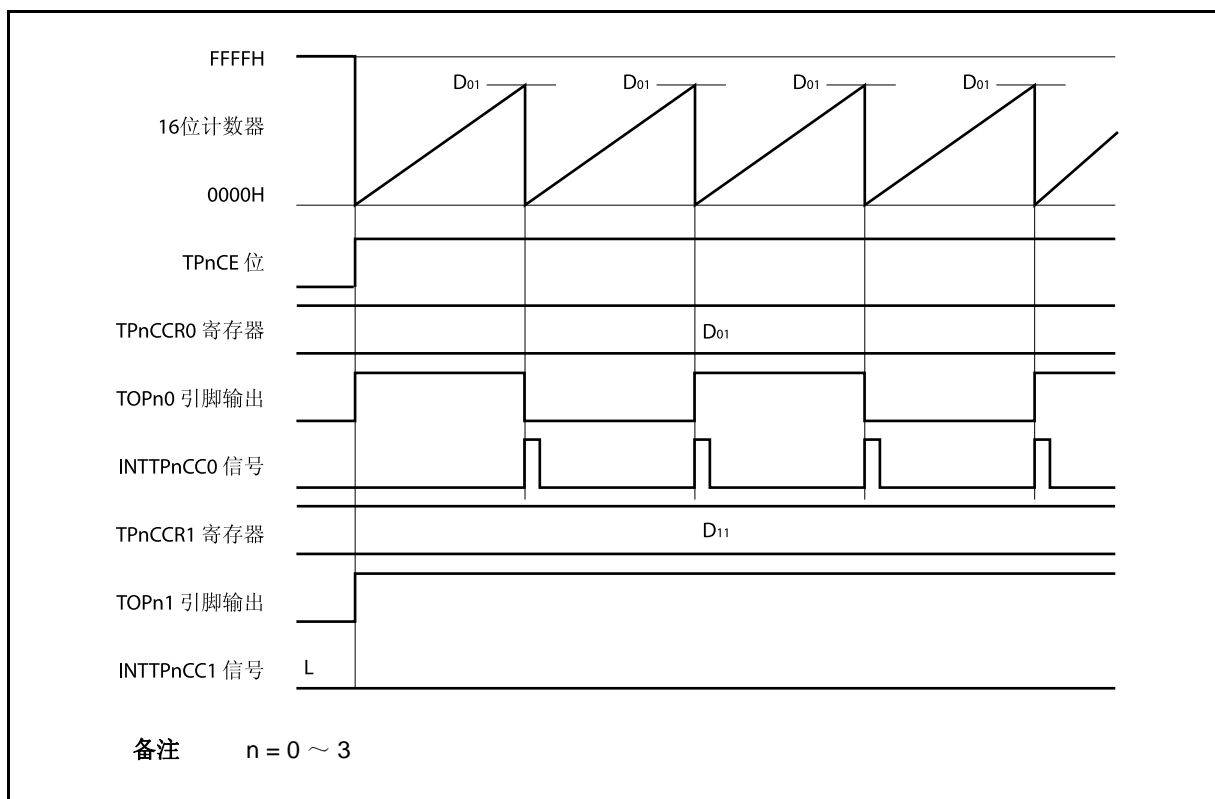 FFFFH
D01 D01 D01 D01
16位计数器
0000H
TPnCE 位
TPnCCR0 寄存器 D01
TOPn0 引脚输出
INTTPnCC0 信号
TPnCCR1 寄存器 D11
TOPn1 引脚输出
INTTPnCC1 信号 L
备注 n = 0 ～ 3